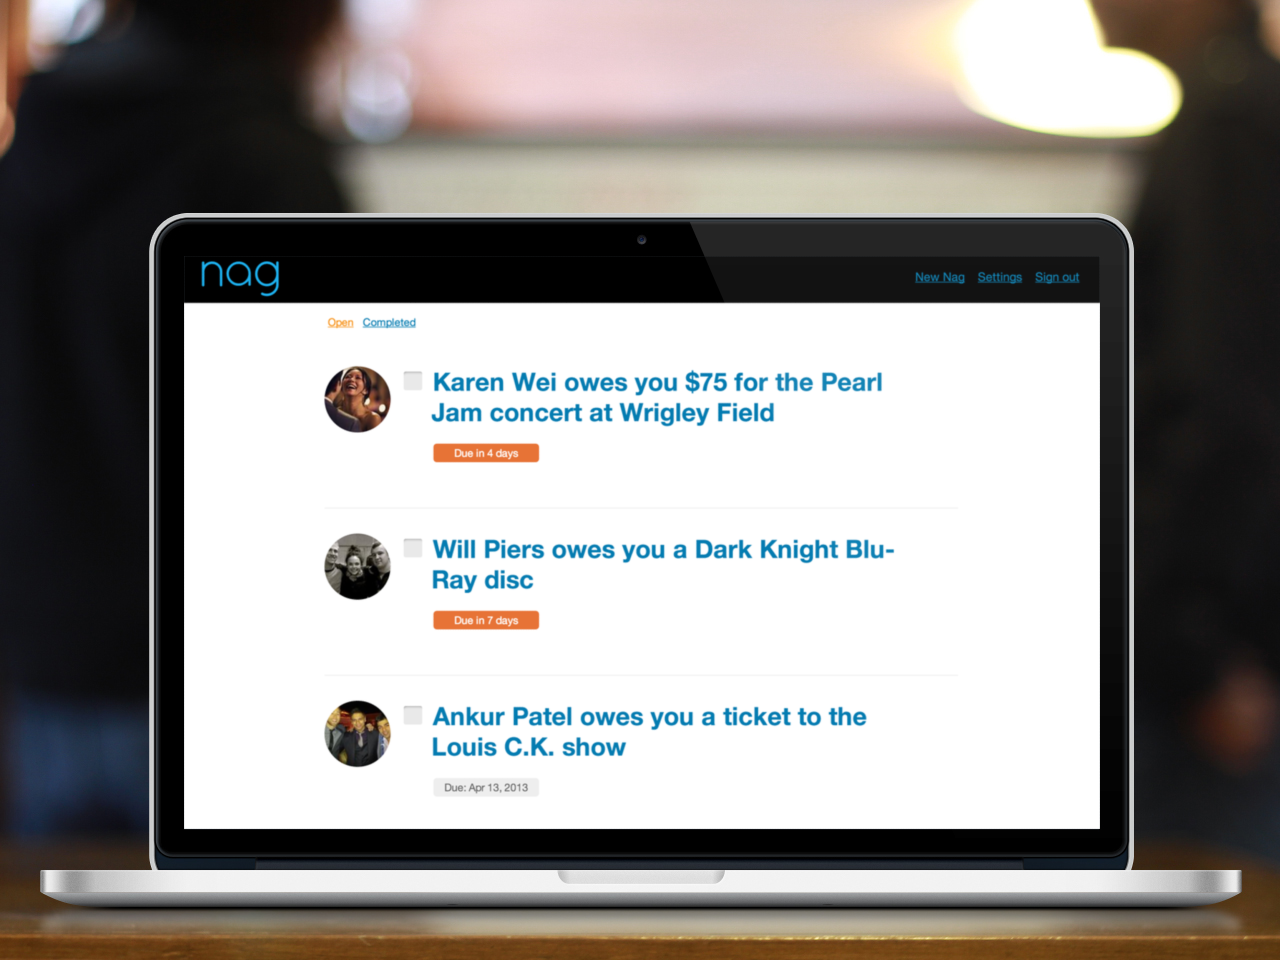 nag
New Nag Settings Sign out
Open Completed
Karen Wei owes you $75 for the Pearl
Jam concert at Wrigley Field
Due in 4 days
Will Piers owes you a Dark Knight Blu-
Ray disc
Due in 7 days
Ankur Patel owes you a ticket to the
Louis C.K. show
Due: Apr 13, 2013